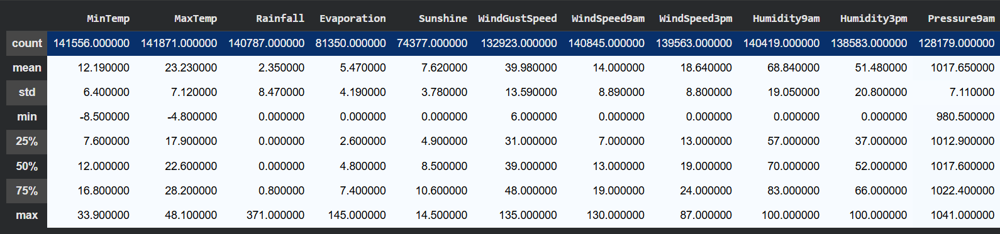 MinTemp MaxTemp Rainfall Evaporation Sunshine WindGustSpeed WindSpeed9am WindSpeed3pm Humidity9am Humidity3pm Pressure9am
count 141556.000000 141871.000000 140787.000000 81350.000000 74377.000000 132923.000000 140845.000000 139563.000000 140419.000000 138583.000000 128179.000000
mean 12.190000 23.230000 2.350000 5.470000 7.620000 39.980000 14.000000 18.640000 68.840000 51.480000 1017.650000
std 6.400000 7.120000 8.470000 4.190000 3.780000 13.590000 8.890000 8.800000 19.050000 20.800000 7.110000
min -8.500000 -4.800000 0.000000 0.000000 0.000000 6.000000 0.000000 0.000000 0.000000 0.000000 980.500000
25% 7.600000 17.900000 0.000000 2.600000 4.900000 31.000000 7.000000 13.000000 57.000000 37.000000 1012.900000
50% 12.000000 22.600000 0.000000 4.800000 8.500000 39.000000 13.000000 19.000000 70.000000 52.000000 1017.600000
75% 16.800000 28.200000 0.800000 7.400000 10.600000 48.000000 19.000000 24.000000 83.000000 66.000000 1022.400000
max 33.900000 48.100000 371.000000 145.000000 14.500000 135.000000 130.000000 87.000000 100.000000 100.000000 1041.000000